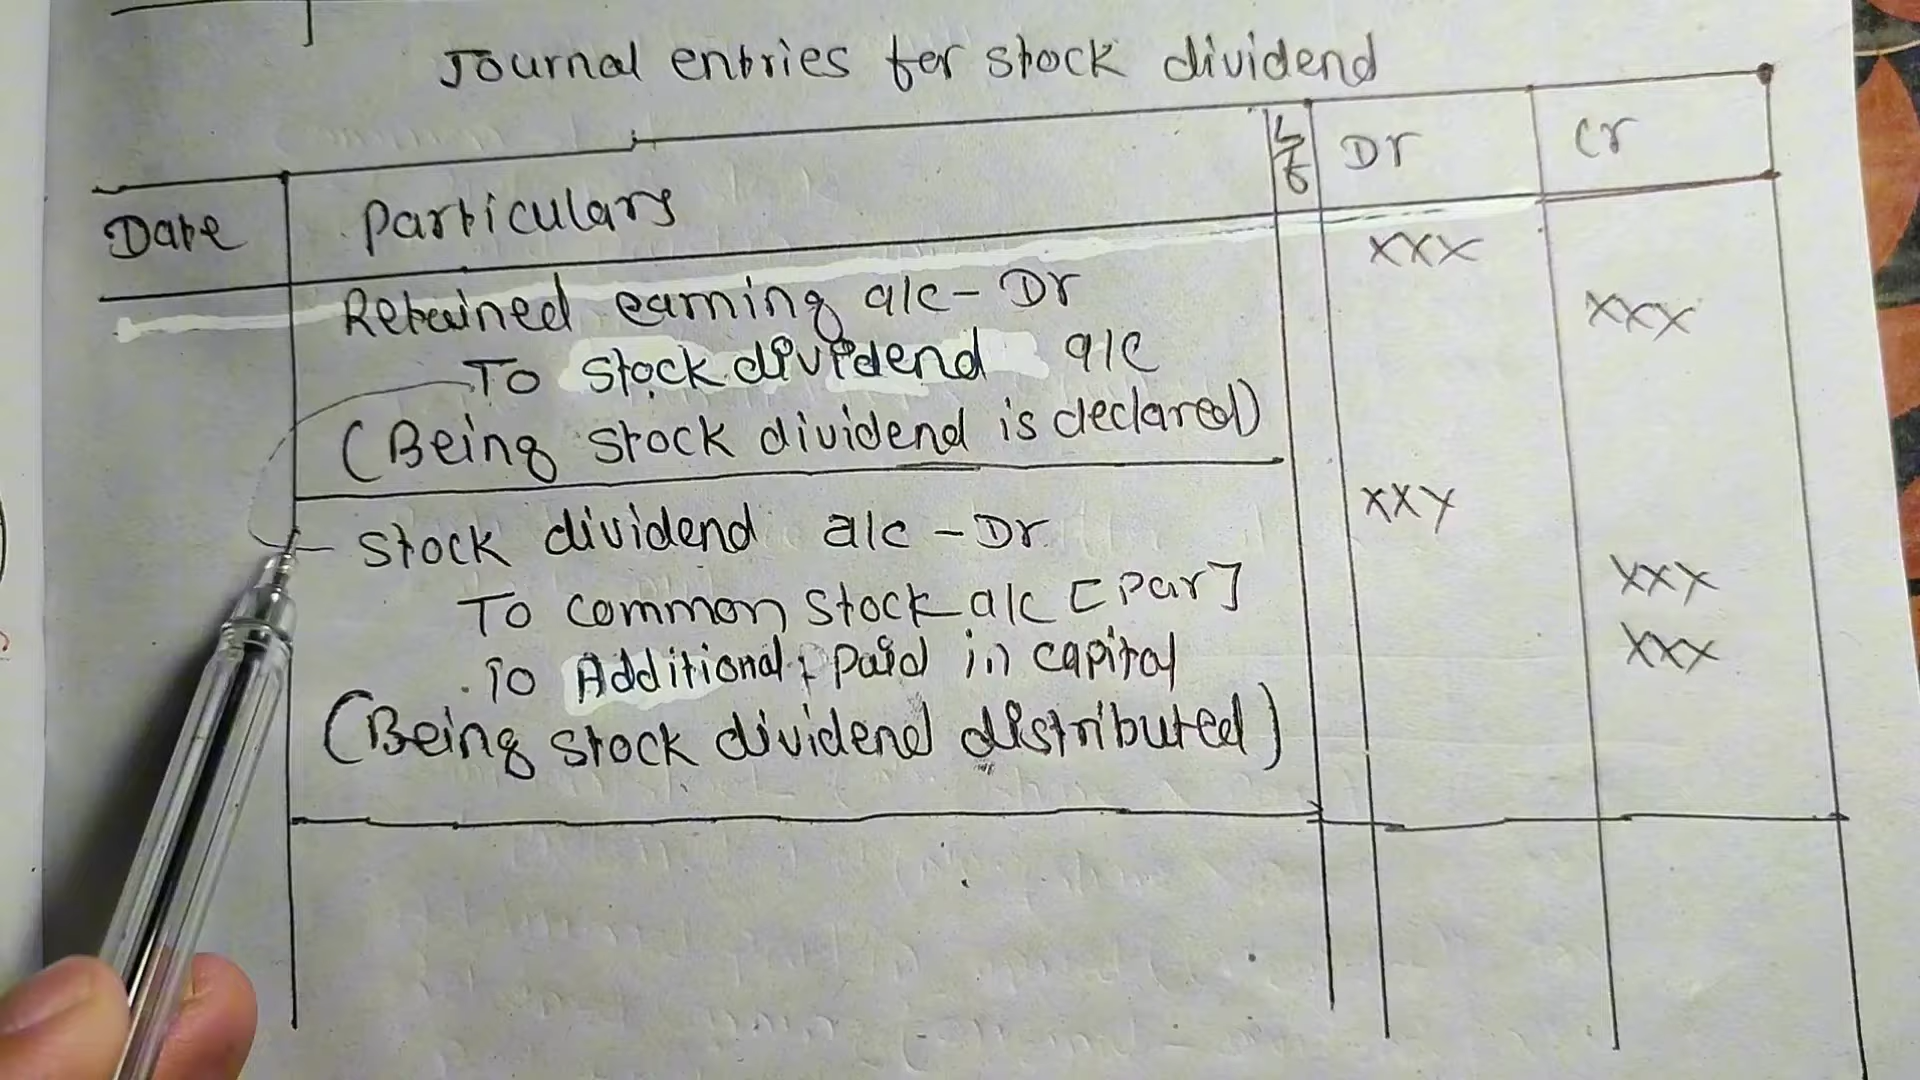 Journal entries for stock dividend
Date Particulars L/f Dr Cr
Retained earning a/c - Dr XXX
To Stock dividend a/c XXX
(Being stock dividend is declared)
Stock dividend a/c - Dr XXY
To common stock a/c [Par] XXX
To Additional paid in capital XXX
(Being stock dividend distributed)